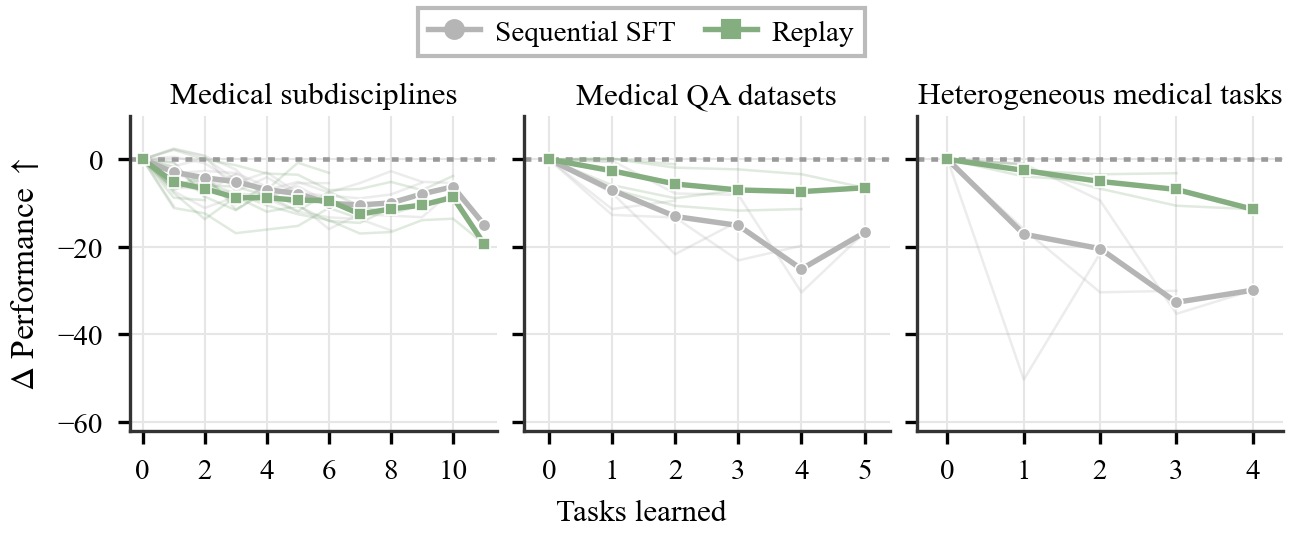 Sequential SFT
Replay
Medical subdisciplines
Medical QA datasets
Heterogeneous medical tasks
Δ Performance ↑
0
−20
−40
−60
0 2 4 6 8 10
0 1 2 3 4 5
0 1 2 3 4
Tasks learned